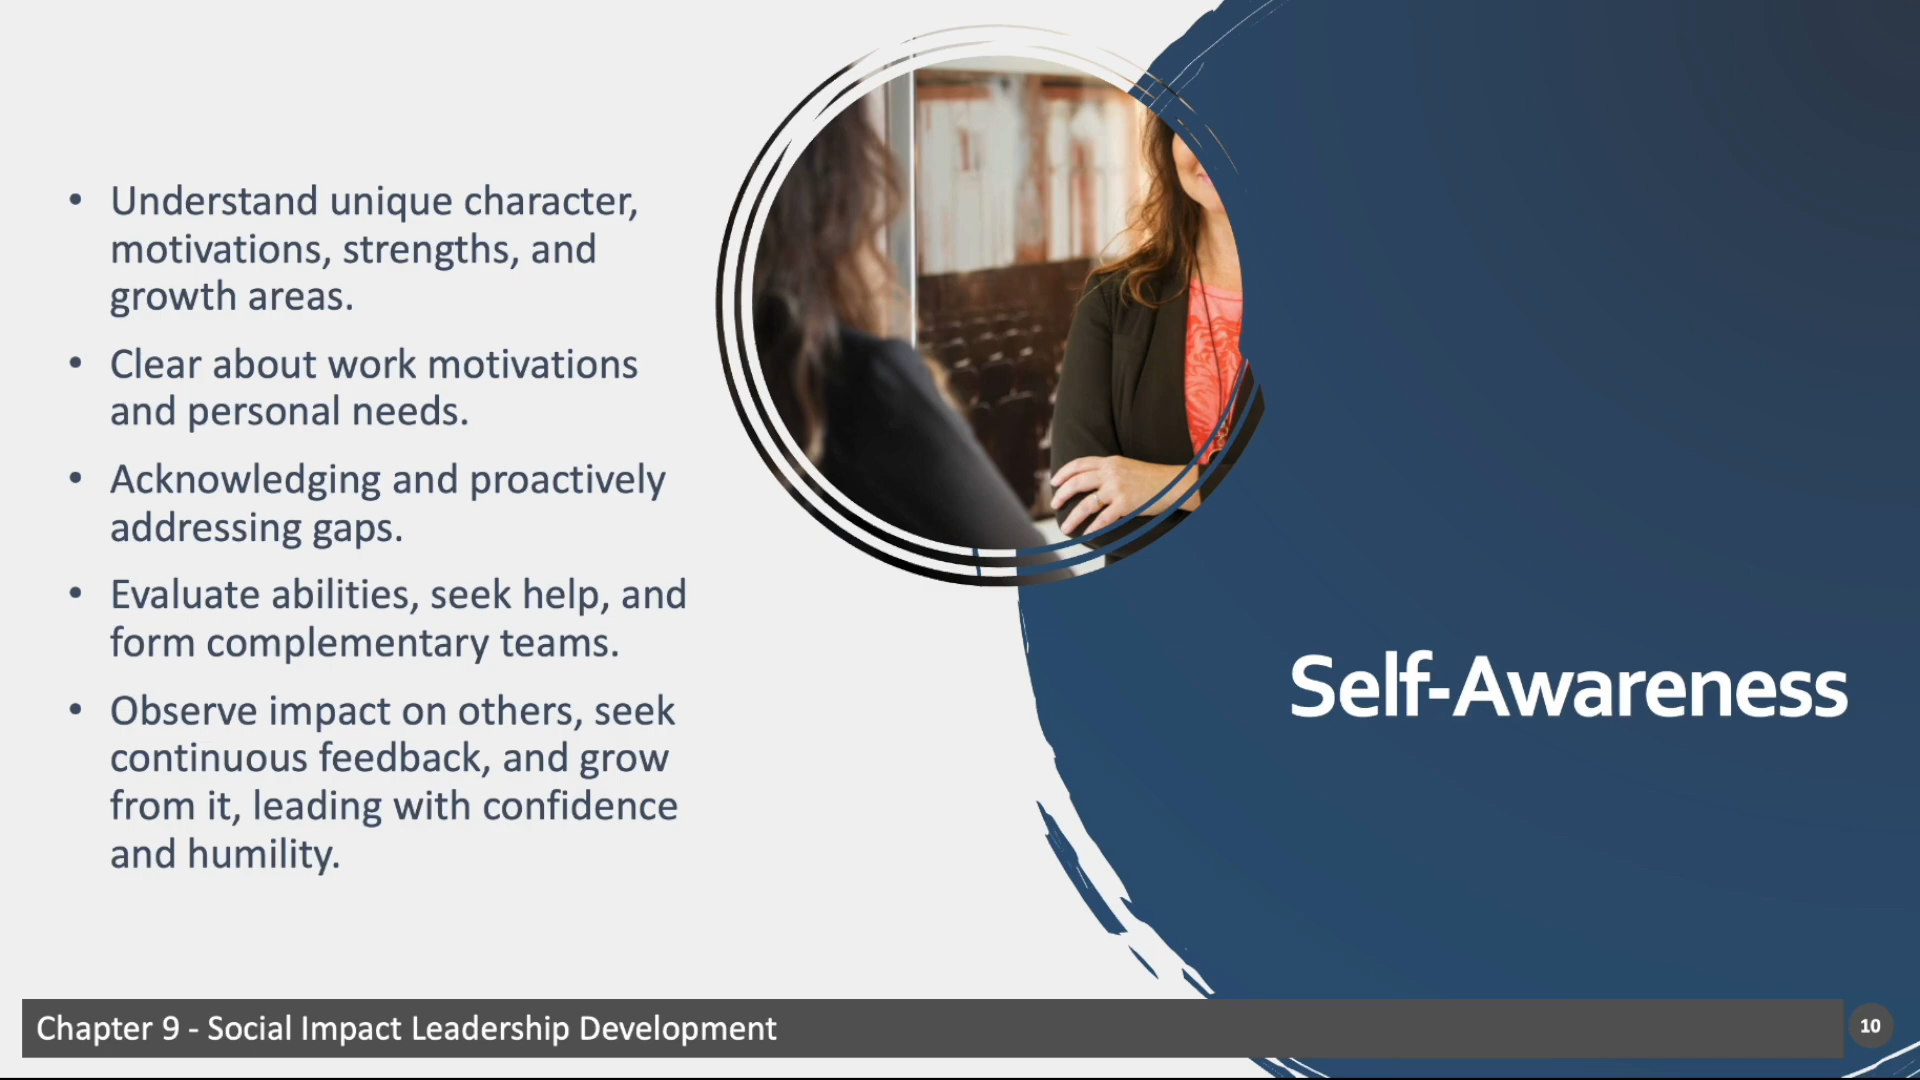 • Understand unique character,
motivations, strengths, and
growth areas.
• Clear about work motivations
and personal needs.
• Acknowledging and proactively
addressing gaps.
• Evaluate abilities, seek help, and
form complementary teams.
• Observe impact on others, seek
continuous feedback, and grow
from it, leading with confidence
and humility.
Self-Awareness
Chapter 9 - Social Impact Leadership Development
10